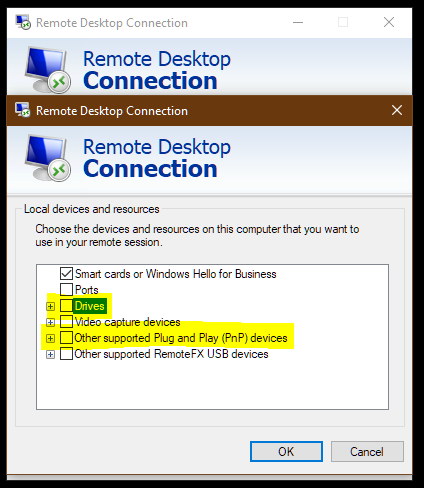 Remote Desktop Connection
Remote Desktop
Connection
Remote Desktop Connection
Remote Desktop
Connection
Local devices and resources
Choose the devices and resources on this computer that you want to
use in your remote session.
Smart cards or Windows Hello for Business
Ports
Drives
Video capture devices
Other supported Plug and Play (PnP) devices
Other supported RemoteFX USB devices
OK
Cancel